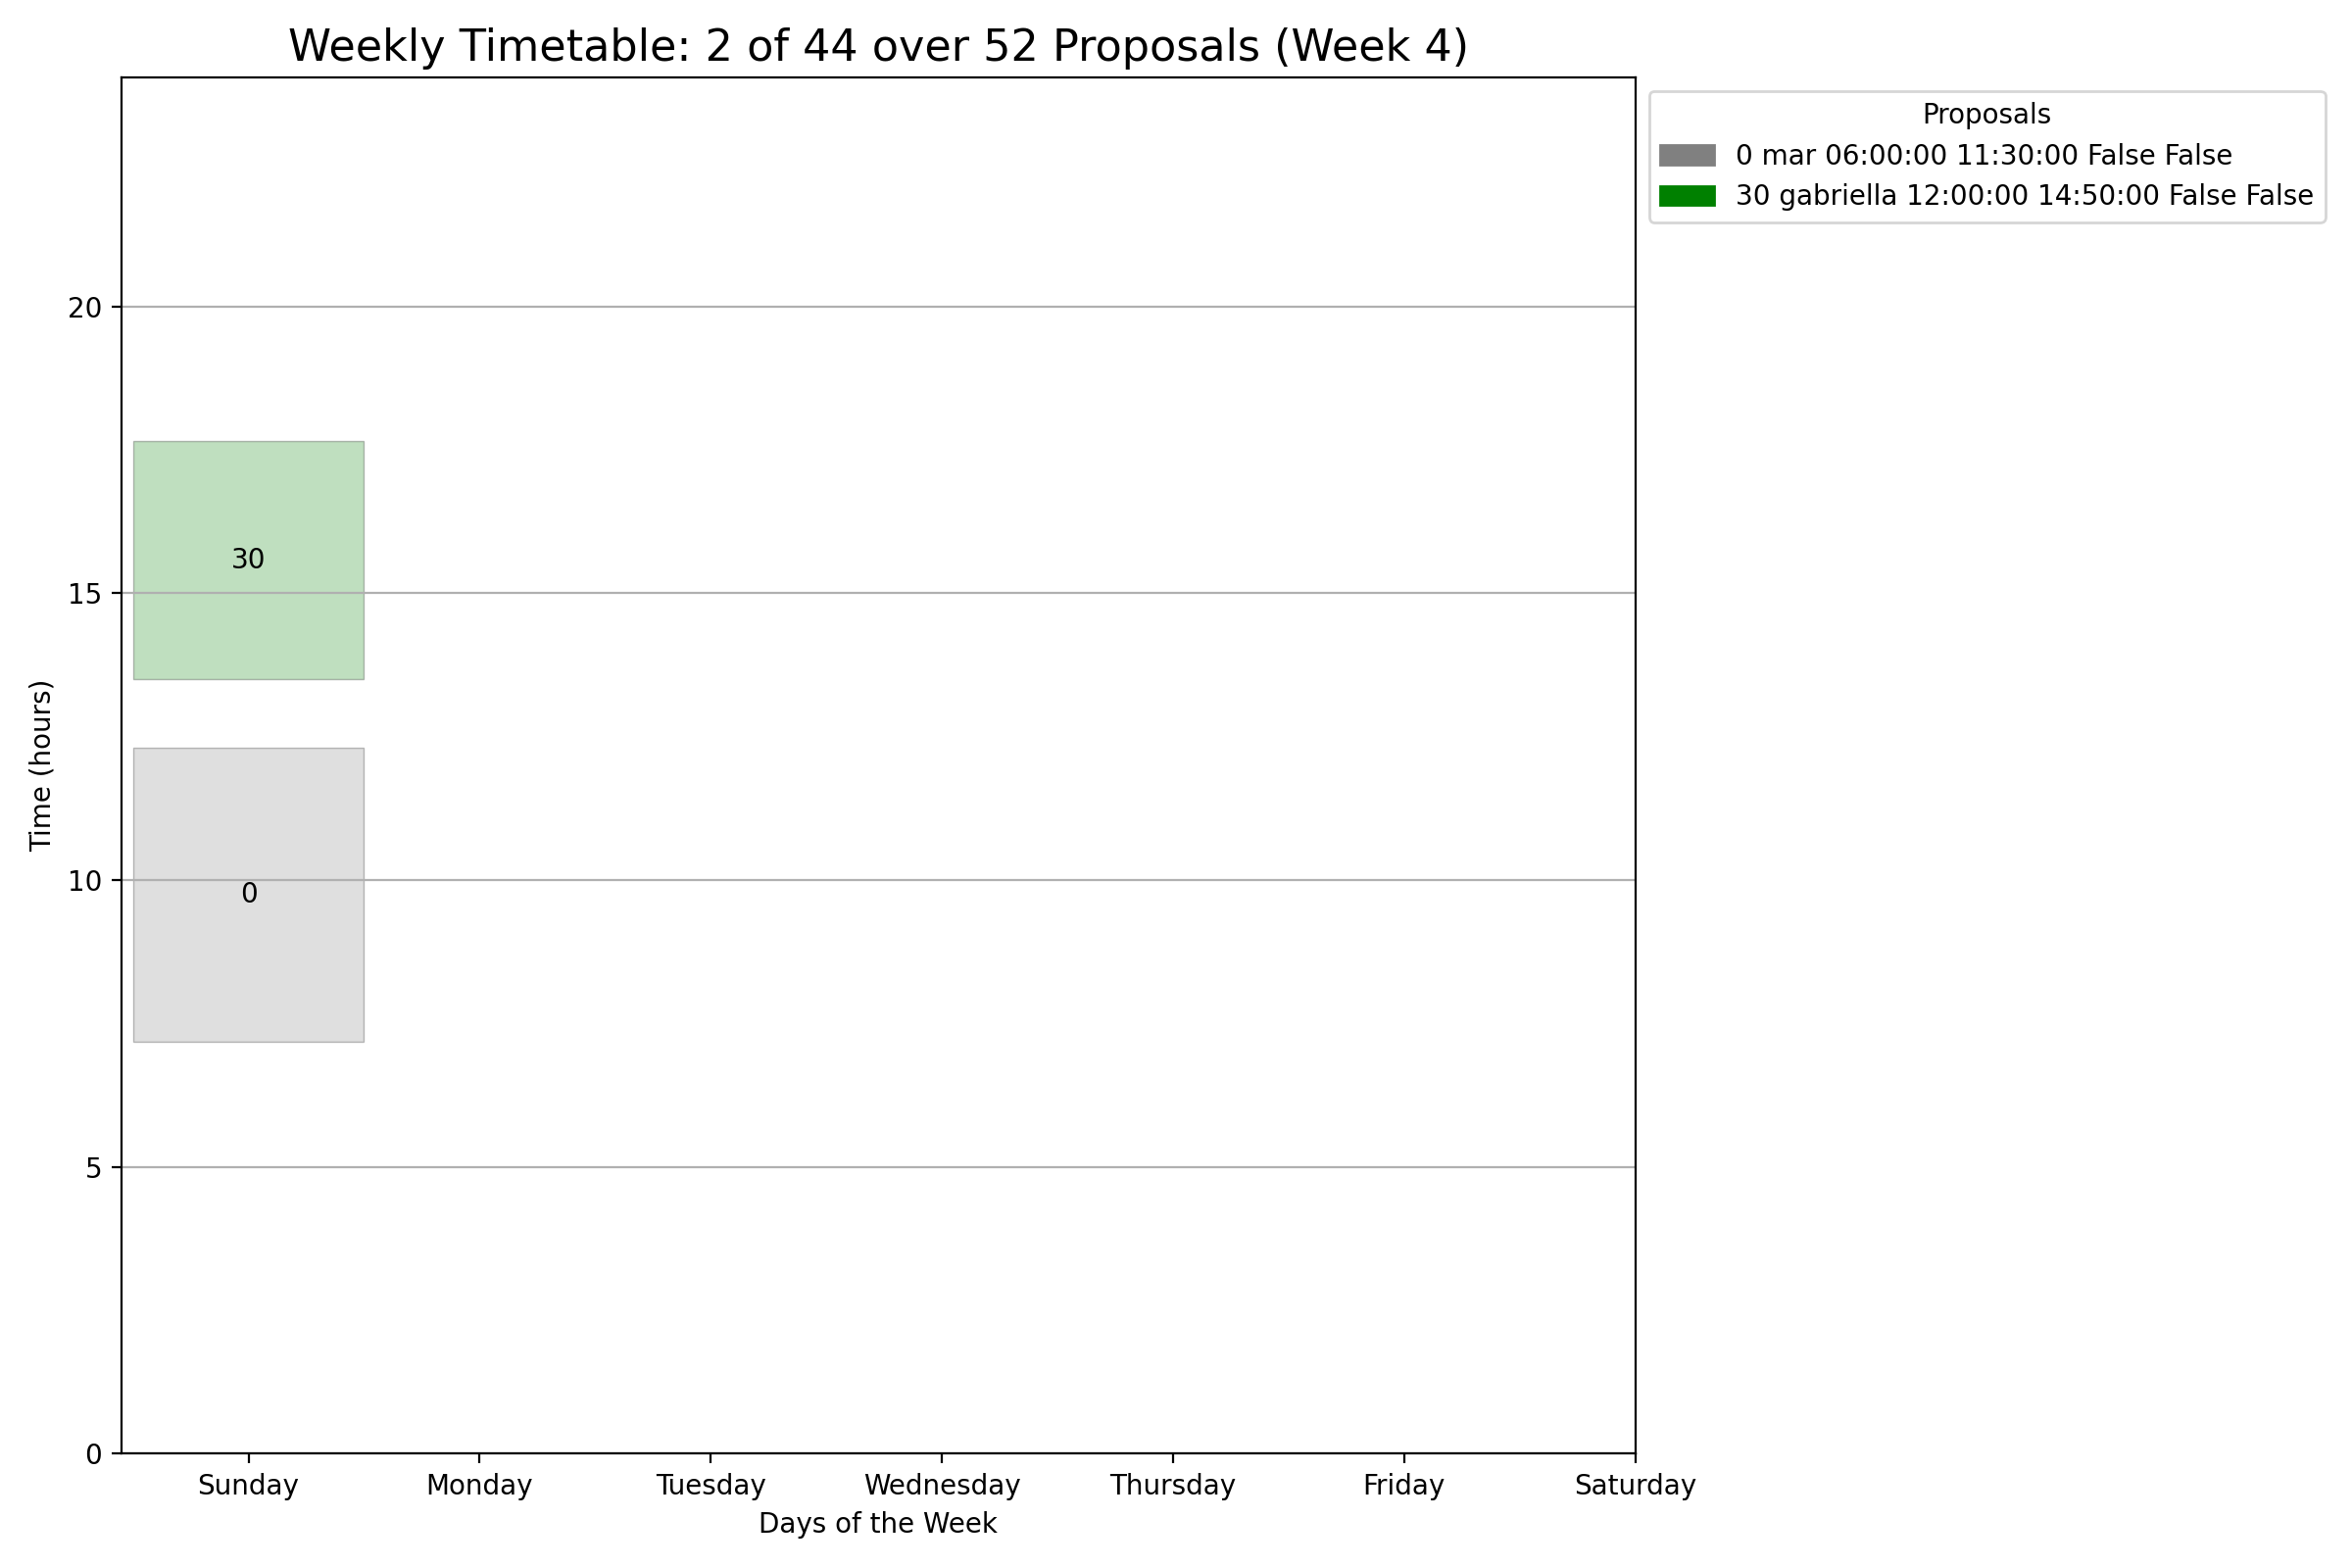 Weekly Timetable: 2 of 44 over 52 Proposals (Week 4)
Proposals
0 mar 06:00:00 11:30:00 False False
30 gabriella 12:00:00 14:50:00 False False
20
15
10
5
0
Time (hours)
30
0
Sunday Monday Tuesday Wednesday Thursday Friday Saturday
Days of the Week